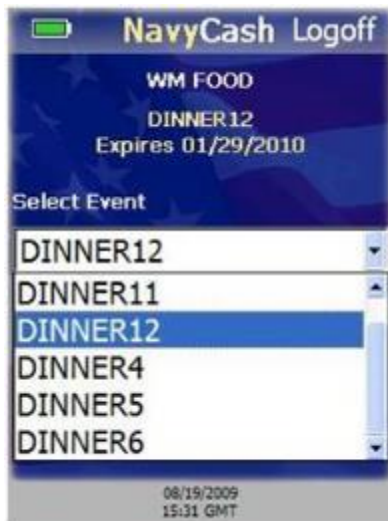 NavyCash Logoff
WM FOOD
DINNER12
Expires 01/29/2010
Select Event
DINNER12
DINNER11
DINNER12
DINNER4
DINNER5
DINNER6
08/19/2009
15:31 GMT